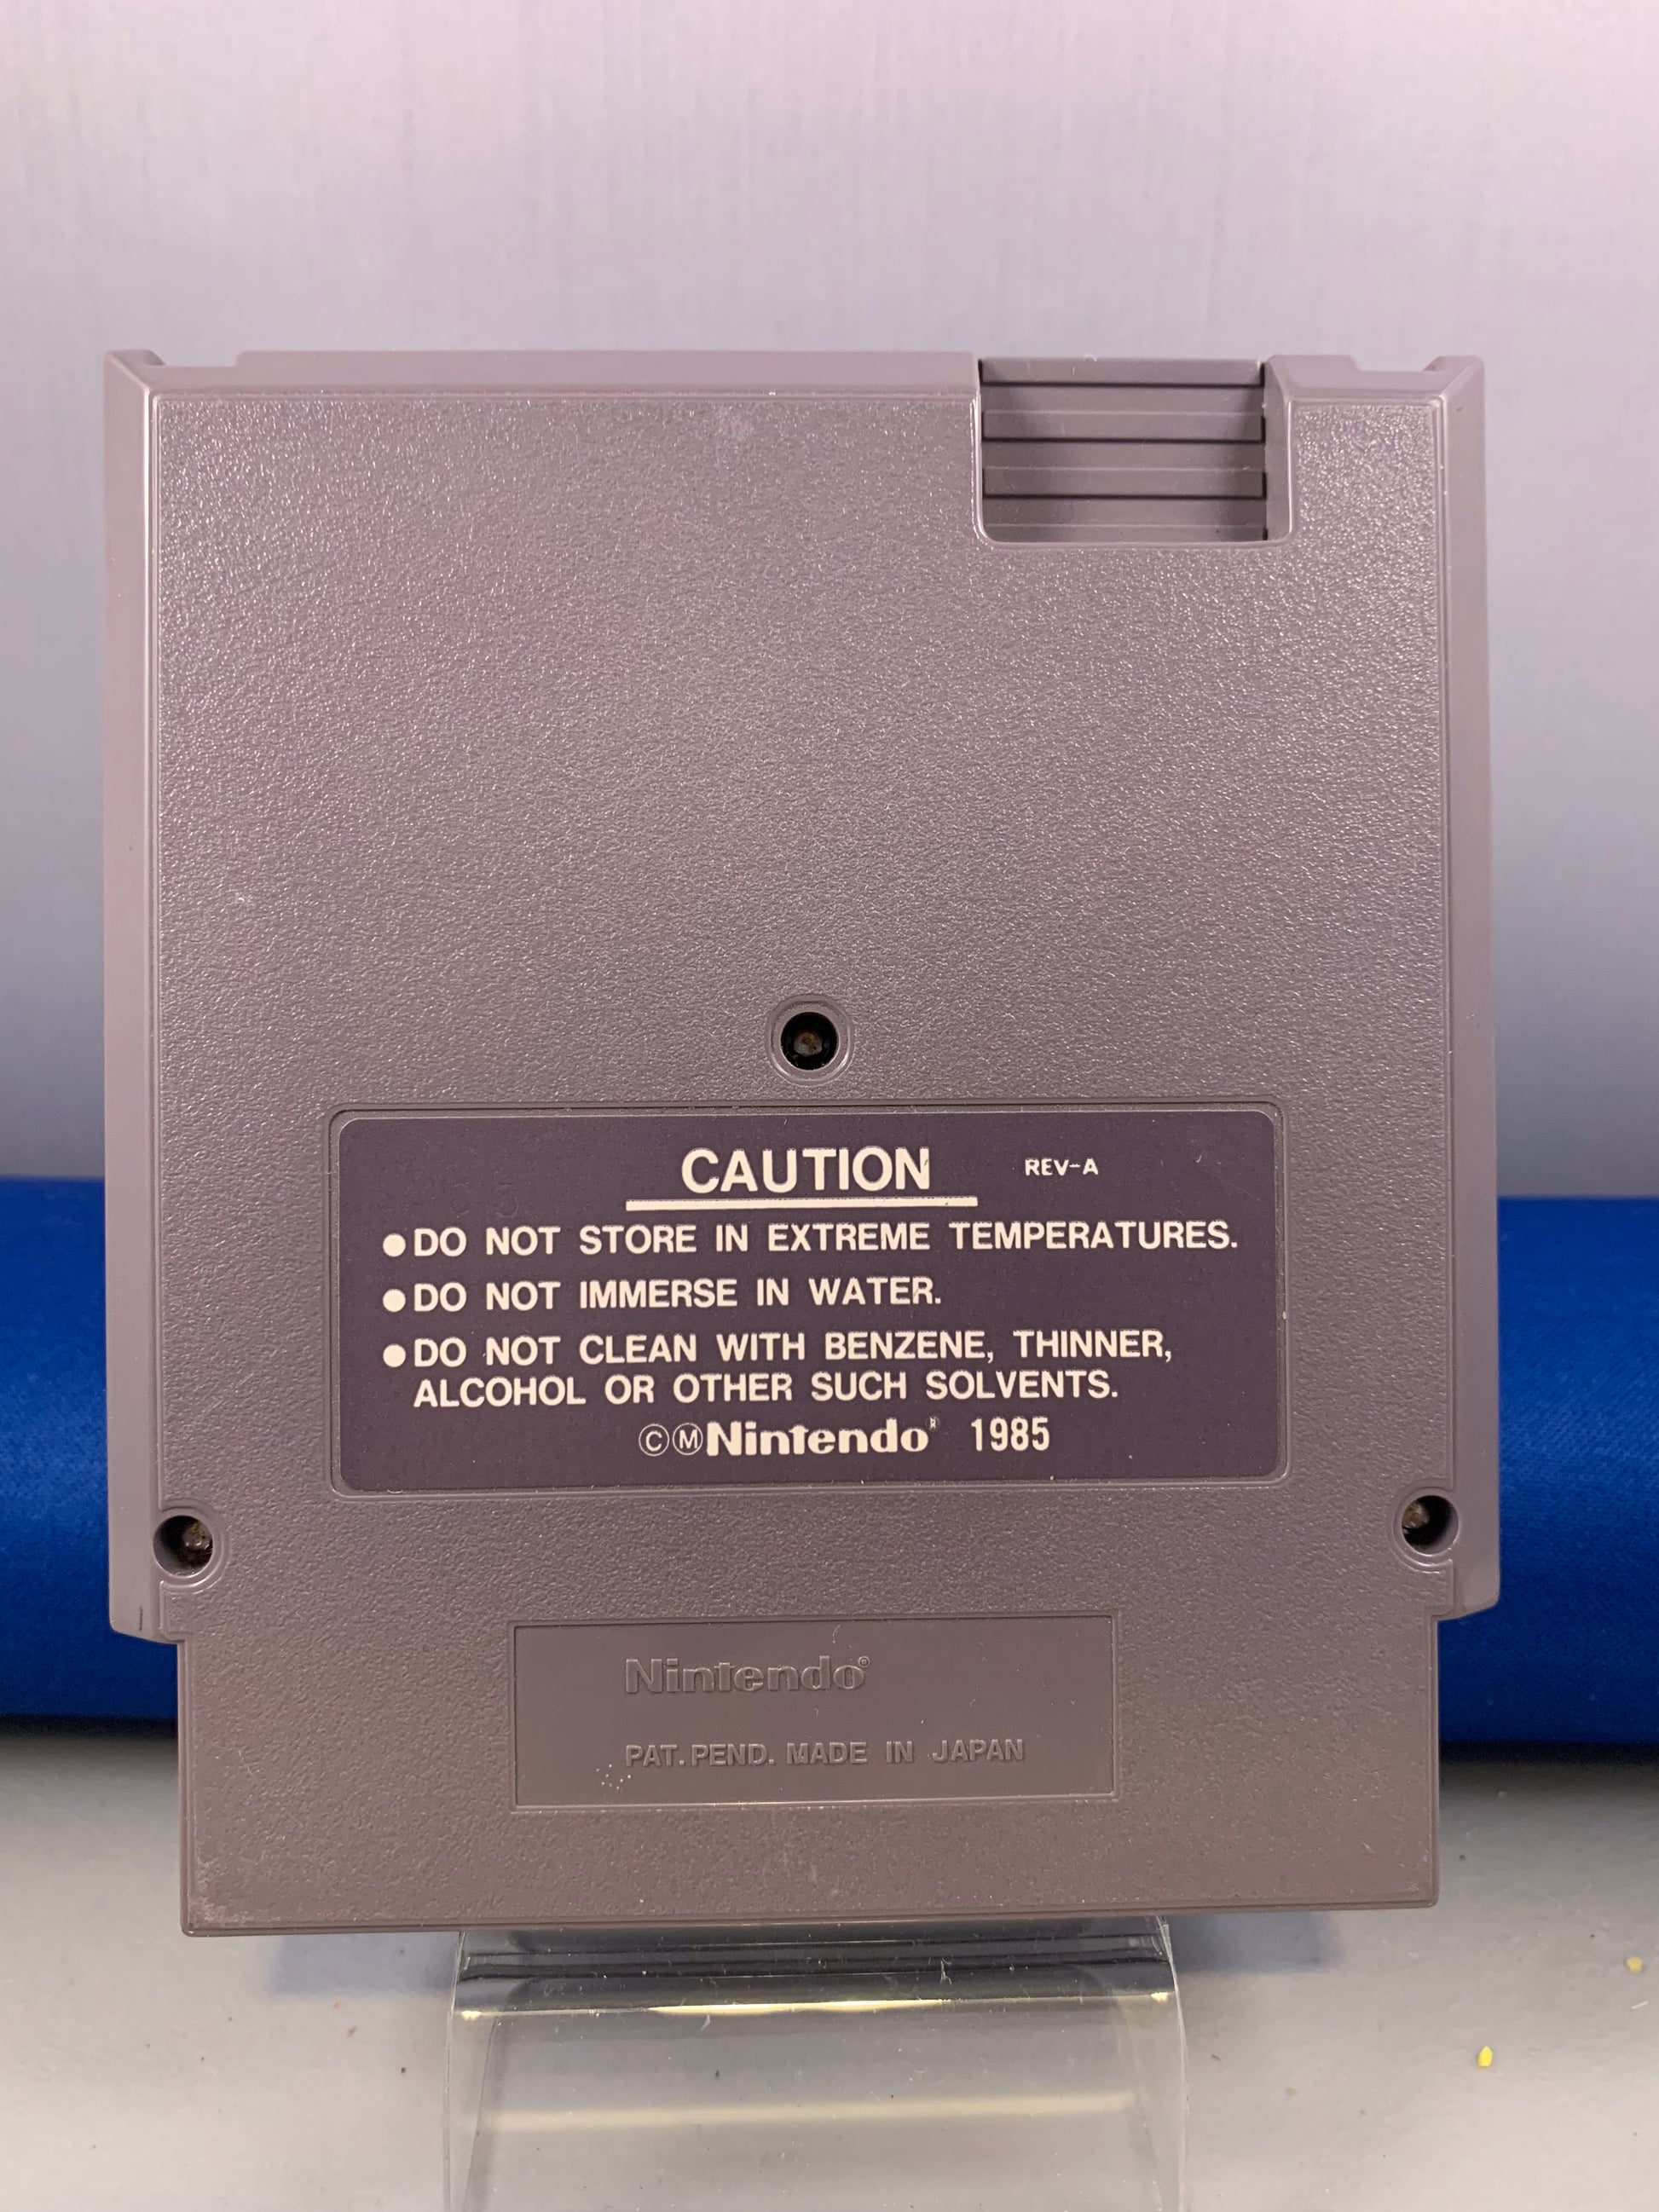 CAUTION REV-A
●DO NOT STORE IN EXTREME TEMPERATURES.
●DO NOT IMMERSE IN WATER.
●DO NOT CLEAN WITH BENZENE, THINNER,
ALCOHOL OR OTHER SUCH SOLVENTS.
ⒸⓂNintendo® 1985
Nintendo®
PAT. PEND. MADE IN JAPAN